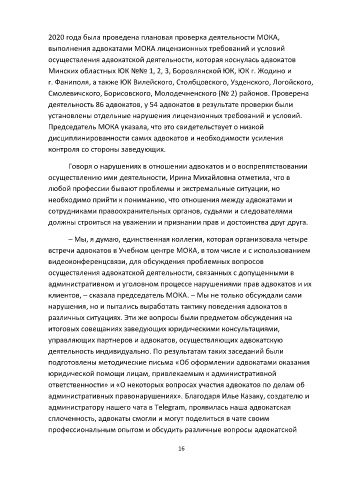 2020 года была проведена плановая проверка деятельности МОКА,
выполнения адвокатами МОКА лицензионных требований и условий
осуществления адвокатской деятельности, которая коснулась адвокатов
Минских областных ЮК №№ 1, 2, 3, Боровлянской ЮК, ЮК г. Жодино и
г. Фаниполя, а также ЮК Вилейского, Столбцовского, Узденского, Логойского,
Смолевичского, Борисовского, Молодечненского (№ 2) районов. Проверена
деятельность 86 адвокатов, у 54 адвокатов в результате проверки были
установлены отдельные нарушения лицензионных требований и условий.
Председатель МОКА указала, что это свидетельствует о низкой
дисциплинированности самих адвокатов и необходимости усиления
контроля со стороны заведующих.
Говоря о нарушениях в отношении адвокатов и о воспрепятствовании
осуществлению ими деятельности, Ирина Михайловна отметила, что в
любой профессии бывают проблемы и экстремальные ситуации, но
необходимо прийти к пониманию, что отношения между адвокатами и
сотрудниками правоохранительных органов, судьями и следователями
должны строиться на уважении и признании прав и достоинства друг друга.
– Мы, я думаю, единственная коллегия, которая организовала четыре
встречи адвокатов в Учебном центре МОКА, в том числе и с использованием
видеоконференцсвязи, для обсуждения проблемных вопросов
осуществления адвокатской деятельности, связанных с допущенными в
административном и уголовном процессе нарушениями прав адвокатов и их
клиентов, – сказала председатель МОКА. – Мы не только обсуждали сами
нарушения, но и пытались выработать тактику поведения адвокатов в
различных ситуациях. Эти же вопросы были предметом обсуждения на
итоговых совещаниях заведующих юридическими консультациями,
управляющих партнеров и адвокатов, осуществляющих адвокатскую
деятельность индивидуально. По результатам таких заседаний были
подготовлены методические письма «Об оформлении адвокатами оказания
юридической помощи лицам, привлекаемым к административной
ответственности» и «О некоторых вопросах участия адвокатов по делам об
административных правонарушениях». Благодаря Илье Казаку, создателю и
администратору нашего чата в Telegram, проявилась наша адвокатская
сплоченность, адвокаты смогли и могут поделиться в чате своим
профессиональным опытом и обсудить различные вопросы адвокатской
16